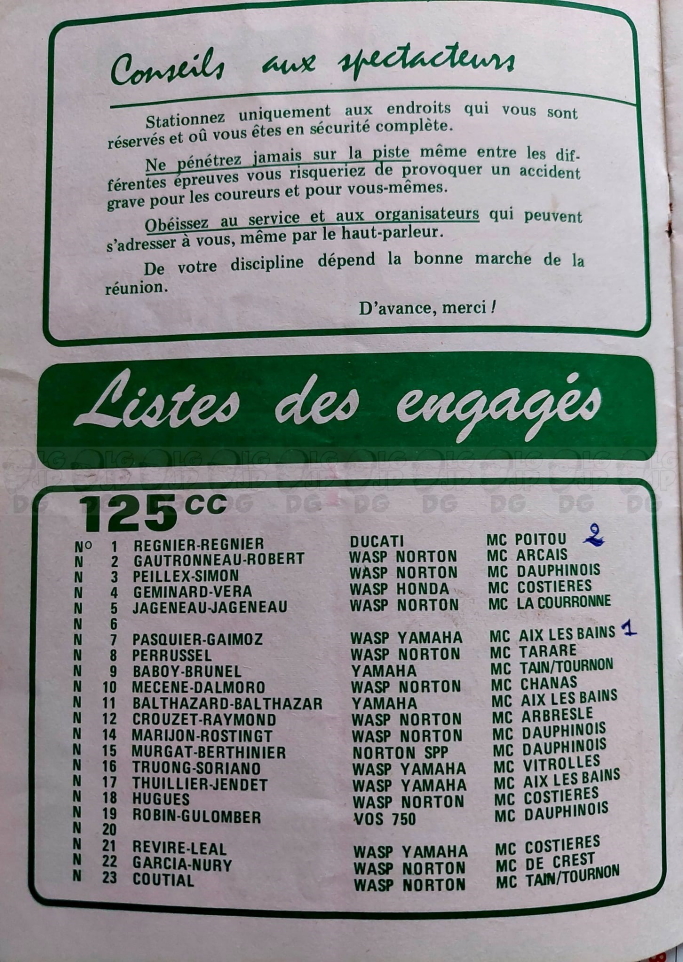 Conseils aux spectacteurs
Stationnez uniquement aux endroits qui vous sont
réservés et oû vous êtes en sécurité complète.
Ne pénétrez jamais sur la piste même entre les dif-
férentes épreuves vous risqueriez de provoquer un accident
grave pour les coureurs et pour vous-mêmes.
Obéissez au service et aux organisateurs qui peuvent
s'adresser à vous, même par le haut-parleur.
De votre discipline dépend la bonne marche de la
réunion.
D'avance, merci !
Listes des engagés
125 CC
No 1 REGNIER-REGNIER DUCATI MC POITOU 2
N 2 GAUTRONNEAU-ROBERT WASP NORTON MC ARCAIS
N 3 PEILLEX-SIMON WASP NORTON MC DAUPHINOIS
N 4 GEMINARD-VERA WASP HONDA MC COSTIERES
N 5 JAGENEAU-JAGENEAU WASP NORTON MC LA COURRONNE
N 6
N 7 PASQUIER-GAIMOZ WASP YAMAHA MC AIX LES BAINS 1
N 8 PERRUSSEL WASP NORTON MC TARARE
N 9 BABOY-BRUNEL YAMAHA MC TAIN/TOURNON
N 10 MECENE-DALMORO WASP NORTON MC CHANAS
N 11 BALTHAZARD-BALTHAZAR YAMAHA MC AIX LES BAINS
N 12 CROUZET-RAYMOND WASP NORTON MC ARBRESLE
N 14 MARIJON-ROSTINGT WASP NORTON MC DAUPHINOIS
N 15 MURGAT-BERTHINIER NORTON SPP MC DAUPHINOIS
N 16 TRUONG-SORIANO WASP YAMAHA MC VITROLLES
N 17 THUILLIER-JENDET WASP YAMAHA MC AIX LES BAINS
N 18 HUGUES WASP NORTON MC COSTIERES
N 19 ROBIN-GULOMBER VOS 750 MC DAUPHINOIS
N 20
N 21 REVIRE-LEAL WASP YAMAHA MC COSTIERES
N 22 GARCIA-NURY WASP NORTON MC DE CREST
N 23 COUTIAL WASP NORTON MC TAIN/TOURNON